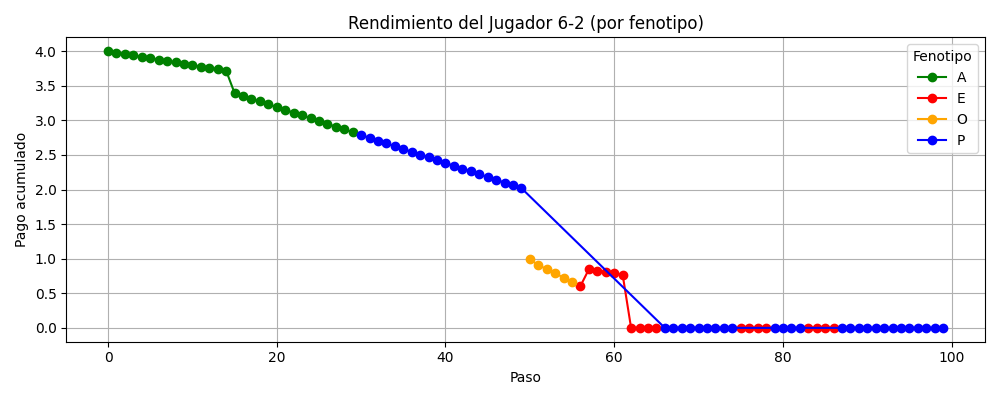 Rendimiento del Jugador 6-2 (por fenotipo)
Pago acumulado
4.0
3.5
3.0
2.5
2.0
1.5
1.0
0.5
0.0
Fenotipo
A
E
O
P
0 20 40 60 80 100
Paso